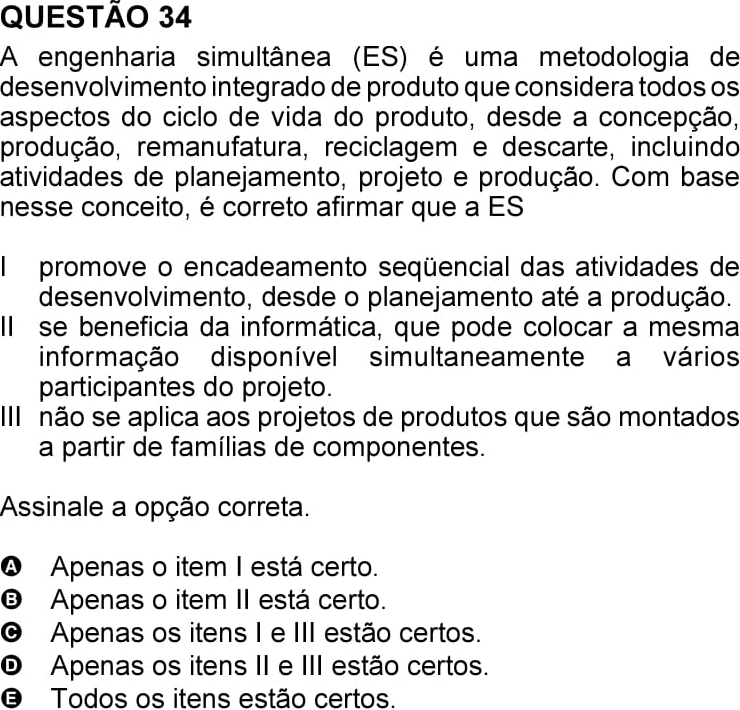 QUESTÃO 34
A engenharia simultânea (ES) é uma metodologia de
desenvolvimento integrado de produto que considera todos os
aspectos do ciclo de vida do produto, desde a concepção,
produção, remanufatura, reciclagem e descarte, incluindo
atividades de planejamento, projeto e produção. Com base
nesse conceito, é correto afirmar que a ES
I promove o encadeamento seqüencial das atividades de
desenvolvimento, desde o planejamento até a produção.
II se beneficia da informática, que pode colocar a mesma
informação disponível simultaneamente a vários
participantes do projeto.
III não se aplica aos projetos de produtos que são montados
a partir de famílias de componentes.
Assinale a opção correta.
A Apenas o item I está certo.
B Apenas o item II está certo.
C Apenas os itens I e III estão certos.
D Apenas os itens II e III estão certos.
E Todos os itens estão certos.